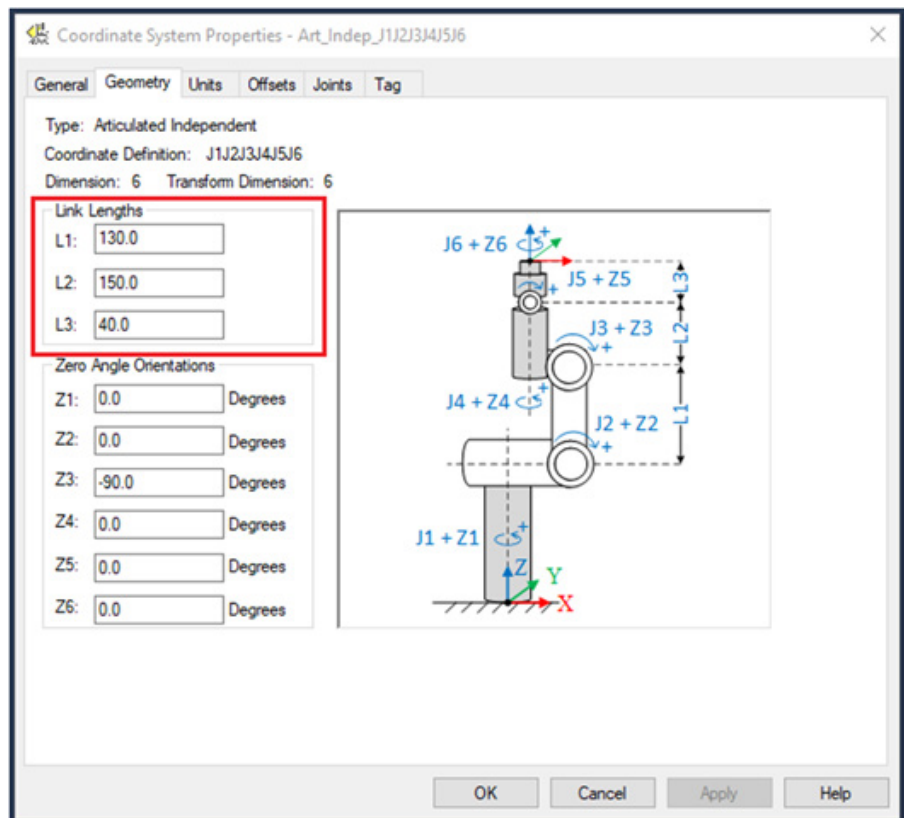 Coordinate System Properties - Art_Indep_J1J2J3J4J5J6
General Geometry Units Offsets Joints Tag
Type: Articulated Independent
Coordinate Definition: J1J2J3J4J5J6
Dimension: 6 Transform Dimension: 6
Link Lengths
L1: 130.0
L2: 150.0
L3: 40.0
Zero Angle Orientations
Z1: 0.0 Degrees
Z2: 0.0 Degrees
Z3: -90.0 Degrees
Z4: 0.0 Degrees
Z5: 0.0 Degrees
Z6: 0.0 Degrees
J6 + Z6 +
J5 + Z5
+
L3
J3 + Z3
+
L2
J4 + Z4 +
J2 + Z2
+
L1
J1 + Z1 +
Z
Y
X
OK Cancel Apply Help